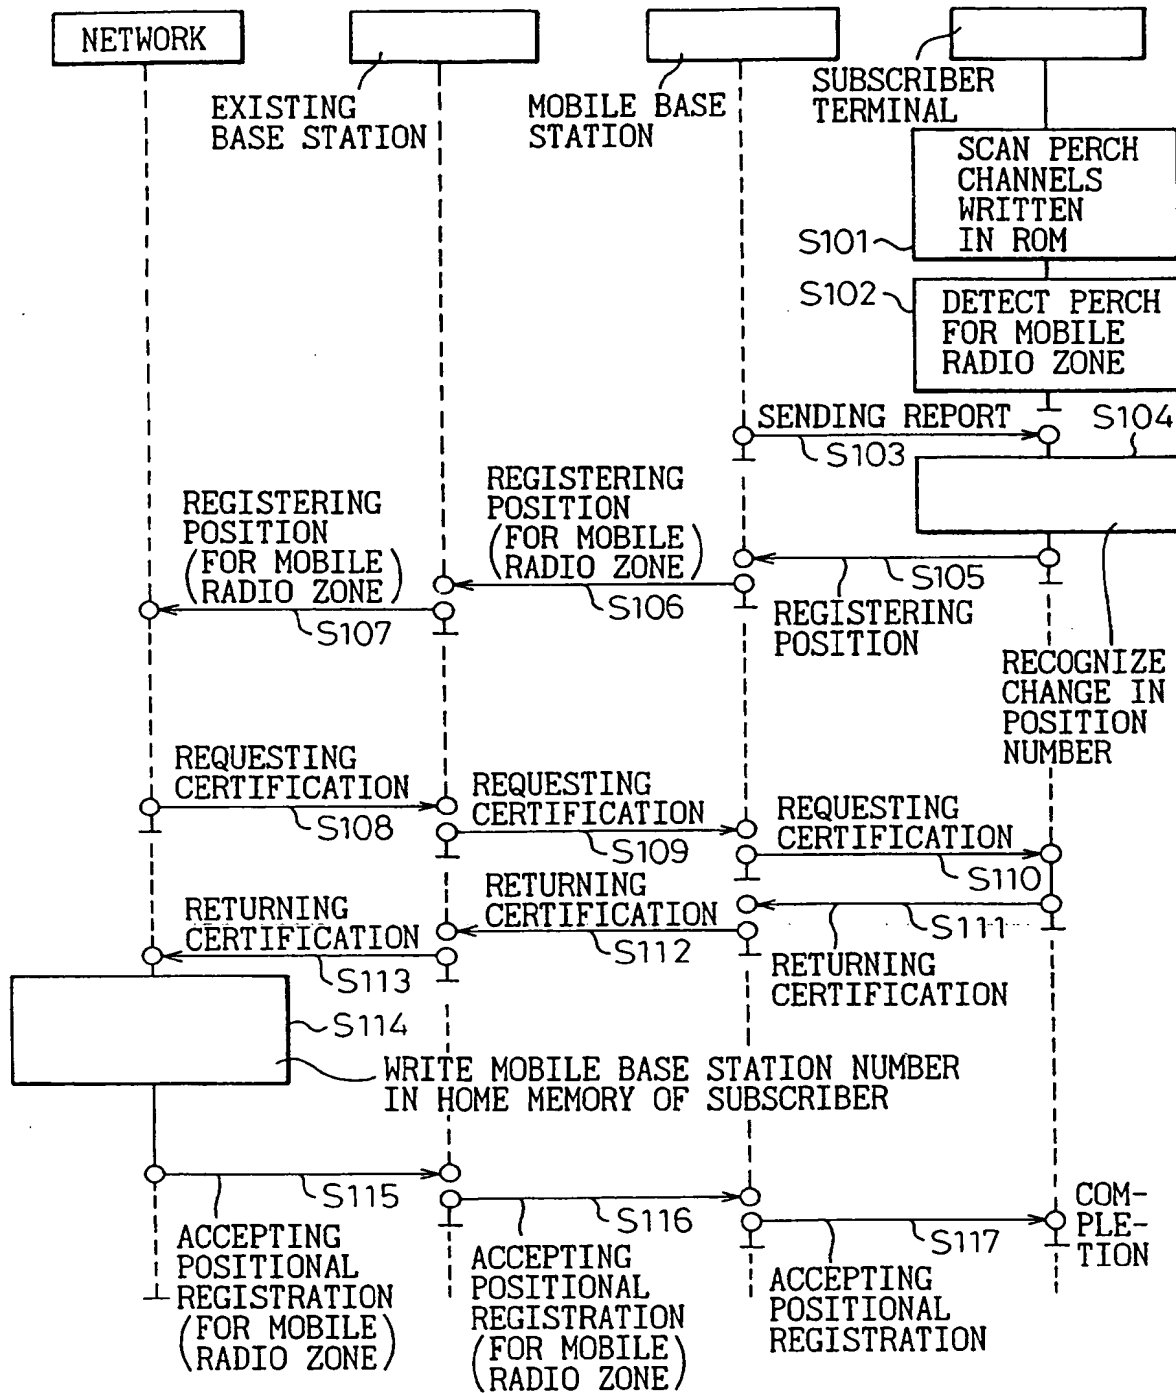 NETWORK
EXISTING
BASE STATION
MOBILE BASE
STATION
SUBSCRIBER
TERMINAL
SCAN PERCH
CHANNELS
WRITTEN
IN ROM
S101
S102
DETECT PERCH
FOR MOBILE
RADIO ZONE
SENDING REPORT
S103
S104
REGISTERING
POSITION
(FOR MOBILE
RADIO ZONE)
S107
REGISTERING
POSITION
(FOR MOBILE
RADIO ZONE)
S106
S105
REGISTERING
POSITION
RECOGNIZE
CHANGE IN
POSITION
NUMBER
REQUESTING
CERTIFICATION
S108
REQUESTING
CERTIFICATION
S109
REQUESTING
CERTIFICATION
S110
RETURNING
CERTIFICATION
S113
RETURNING
CERTIFICATION
S112
S111
RETURNING
CERTIFICATION
S114
WRITE MOBILE BASE STATION NUMBER
IN HOME MEMORY OF SUBSCRIBER
S115
S116
S117
COM-
PLE-
TION
ACCEPTING
POSITIONAL
REGISTRATION
(FOR MOBILE
RADIO ZONE)
ACCEPTING
POSITIONAL
REGISTRATION
(FOR MOBILE
RADIO ZONE)
ACCEPTING
POSITIONAL
REGISTRATION